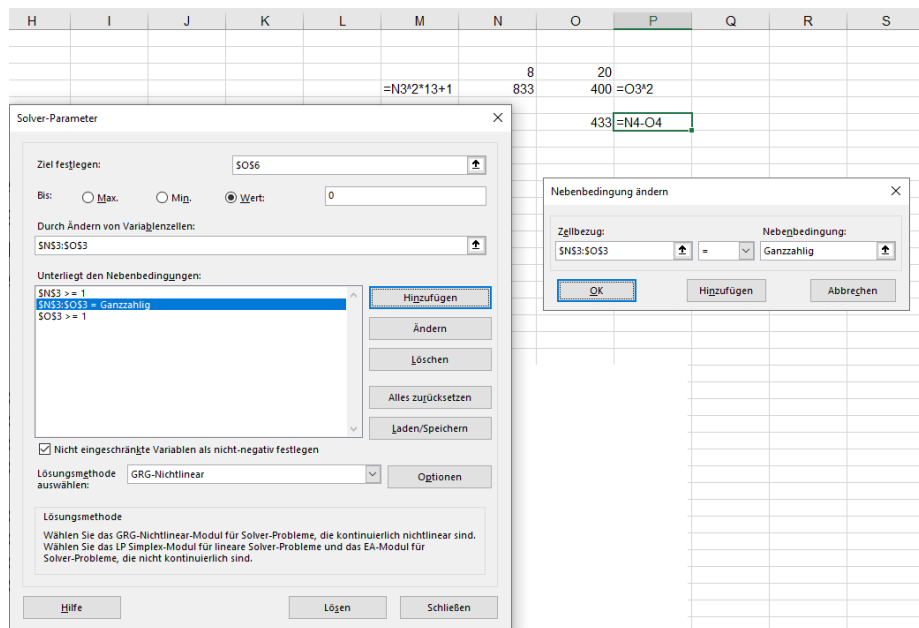 H I J K L M N O P Q R S
8 20
=N3^2*13+1 833 400 =O3^2
433 =N4-O4
Solver-Parameter
Ziel festlegen: $O$6
Bis: Max. Min. Wert: 0
Durch Ändern von Variablenzellen:
$N$3:$O$3
Unterliegt den Nebenbedingungen:
$N$3 >= 1
$N$3:$O$3 = Ganzzahlig
$O$3 >= 1
Hinzufügen
Ändern
Löschen
Alles zurücksetzen
Laden/Speichern
Nicht eingeschränkte Variablen als nicht-negativ festlegen
Lösungsmethode auswählen: GRG-Nichtlinear Optionen
Lösungsmethode
Wählen Sie das GRG-Nichtlinear-Modul für Solver-Probleme, die kontinuierlich nichtlinear sind.
Wählen Sie das LP Simplex-Modul für lineare Solver-Probleme und das EA-Modul für
Solver-Probleme, die nicht kontinuierlich sind.
Hilfe Lösen Schließen
Nebenbedingung ändern
Zellbezug: Nebenbedingung:
$N$3:$O$3 = Ganzzahlig
OK Hinzufügen Abbrechen